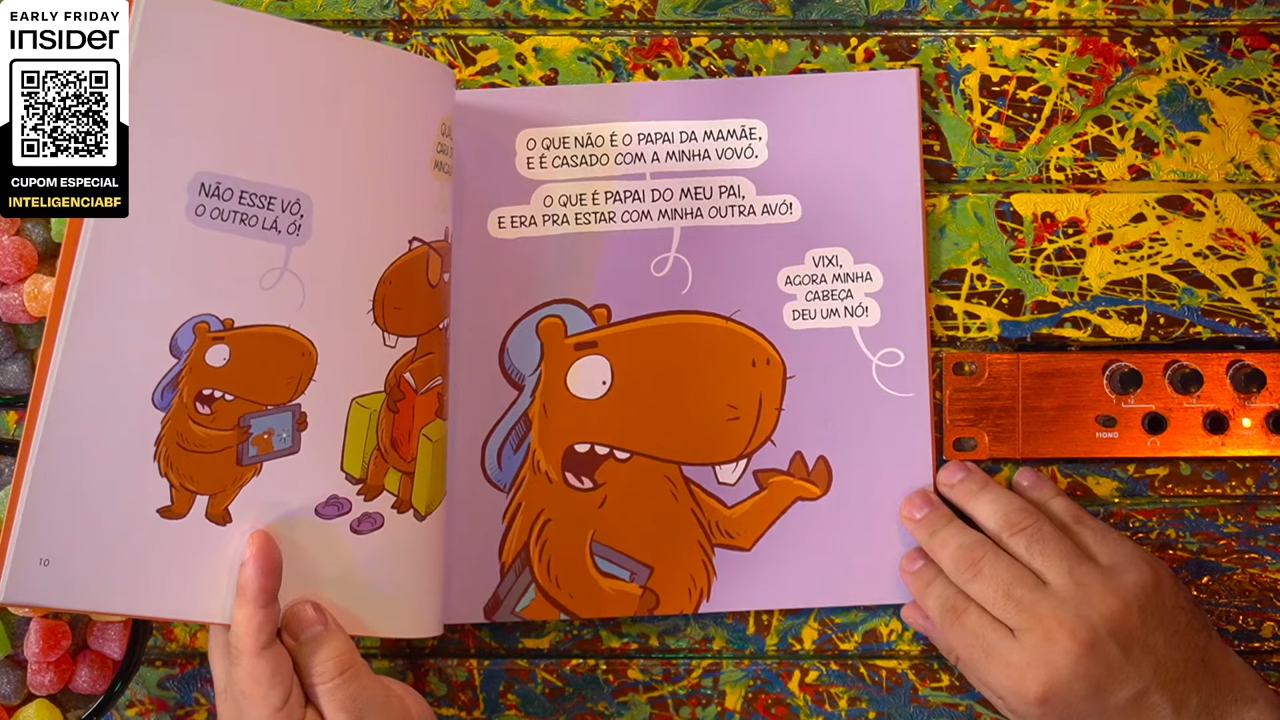 EARLY FRIDAY
INSIDER
CUPOM ESPECIAL
INTELIGENCIABF
NÃO ESSE VÔ,
O OUTRO LÁ, Ó!
10
O QUE NÃO É O PAPAI DA MAMÃE,
E É CASADO COM A MINHA VOVÓ.
O QUE É PAPAI DO MEU PAI,
E ERA PRA ESTAR COM MINHA OUTRA AVÓ!
VIXI,
AGORA MINHA
CABEÇA
DEU UM NÓ!
MONO